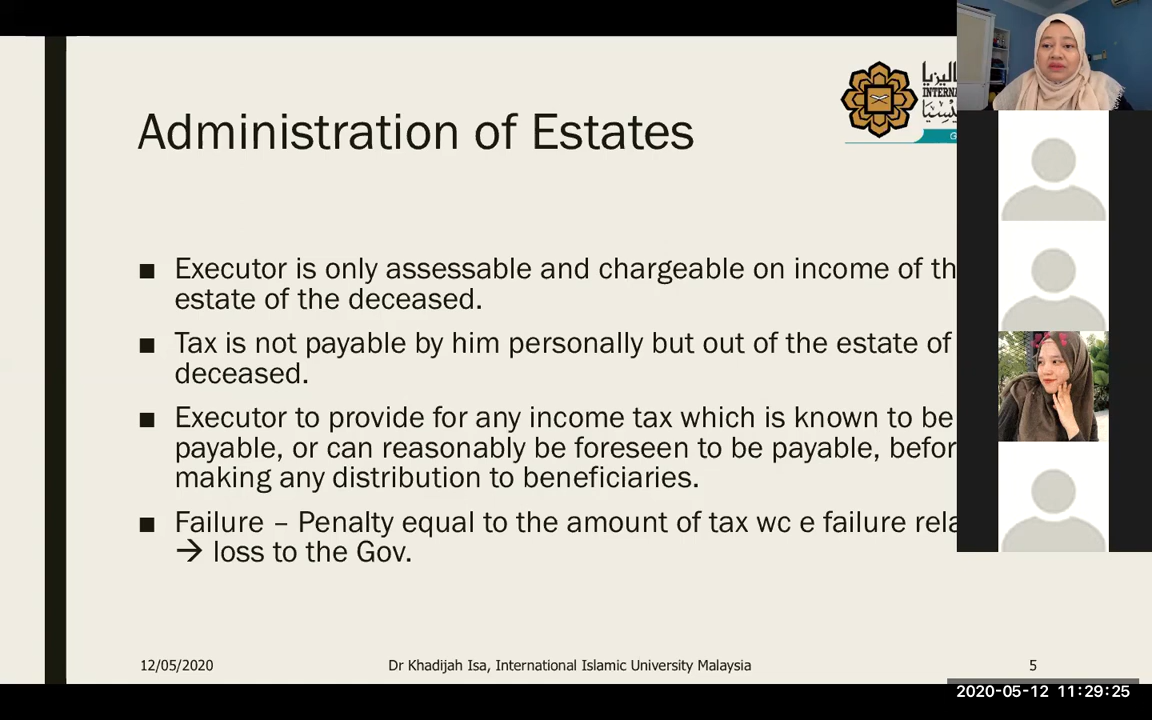 Administration of Estates
ليزيا
INTERN
■ Executor is only assessable and chargeable on income of th
estate of the deceased.
■ Tax is not payable by him personally but out of the estate of
deceased.
■ Executor to provide for any income tax which is known to be
payable, or can reasonably be foreseen to be payable, befor
making any distribution to beneficiaries.
■ Failure – Penalty equal to the amount of tax wc e failure rela
→ loss to the Gov.
12/05/2020
Dr Khadijah Isa, International Islamic University Malaysia
5
2020-05-12 11:29:25